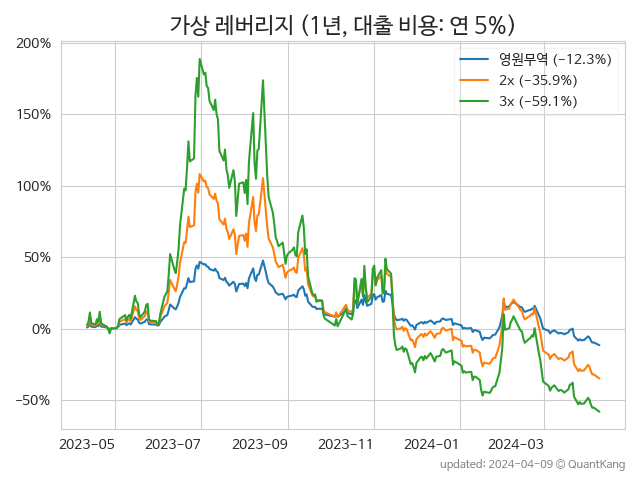 가상 레버리지 (1년, 대출 비용: 연 5%)
200%
150%
100%
50%
0%
−50%
영원무역 (−12.3%)
2x (−35.9%)
3x (−59.1%)
2023-05
2023-07
2023-09
2023-11
2024-01
2024-03
updated: 2024-04-09 © QuantKang